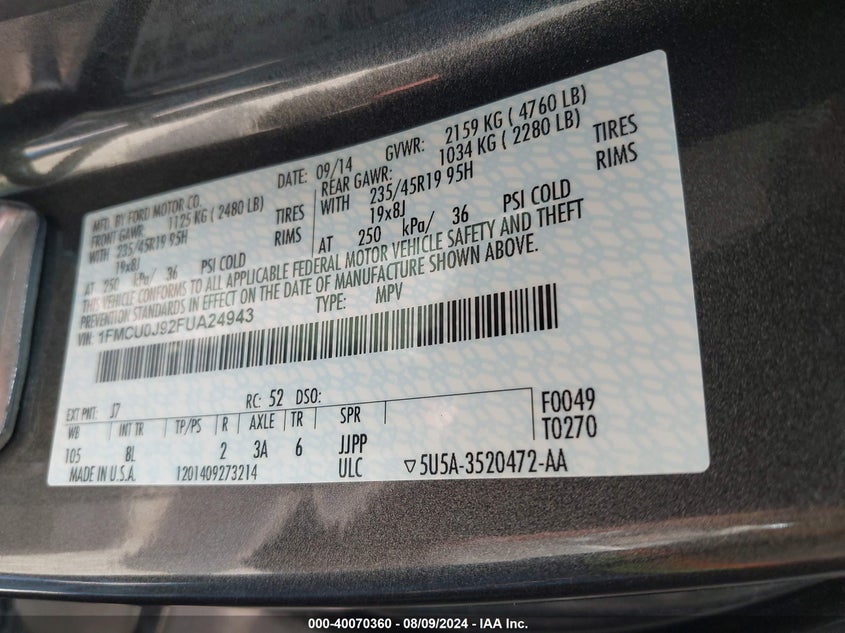 MFD. BY FORD MOTOR CO. DATE: 09/14 GVWR: 2159 KG ( 4760 LB)
FRONT GAWR: 1125 KG ( 2480 LB) REAR GAWR: 1034 KG ( 2280 LB)
WITH 235/45R19 95H TIRES WITH 235/45R19 95H TIRES
19x8J RIMS 19x8J RIMS
AT 250 kPa/ 36 PSI COLD AT 250 kPa/ 36 PSI COLD
THIS VEHICLE CONFORMS TO ALL APPLICABLE FEDERAL MOTOR VEHICLE SAFETY AND THEFT
PREVENTION STANDARDS IN EFFECT ON THE DATE OF MANUFACTURE SHOWN ABOVE.
VIN: 1FMCU0J92FUA24943 TYPE: MPV
EXT PNT: J7 RC: 52 DSO: F0049
WB INT TR TP/PS R AXLE TR SPR T0270
105 8L 2 3A 6 JJPP
MADE IN U.S.A. 1201409273214 ULC ▽5U5A-3520472-AA
000-40070360 - 08/09/2024 - IAA Inc.